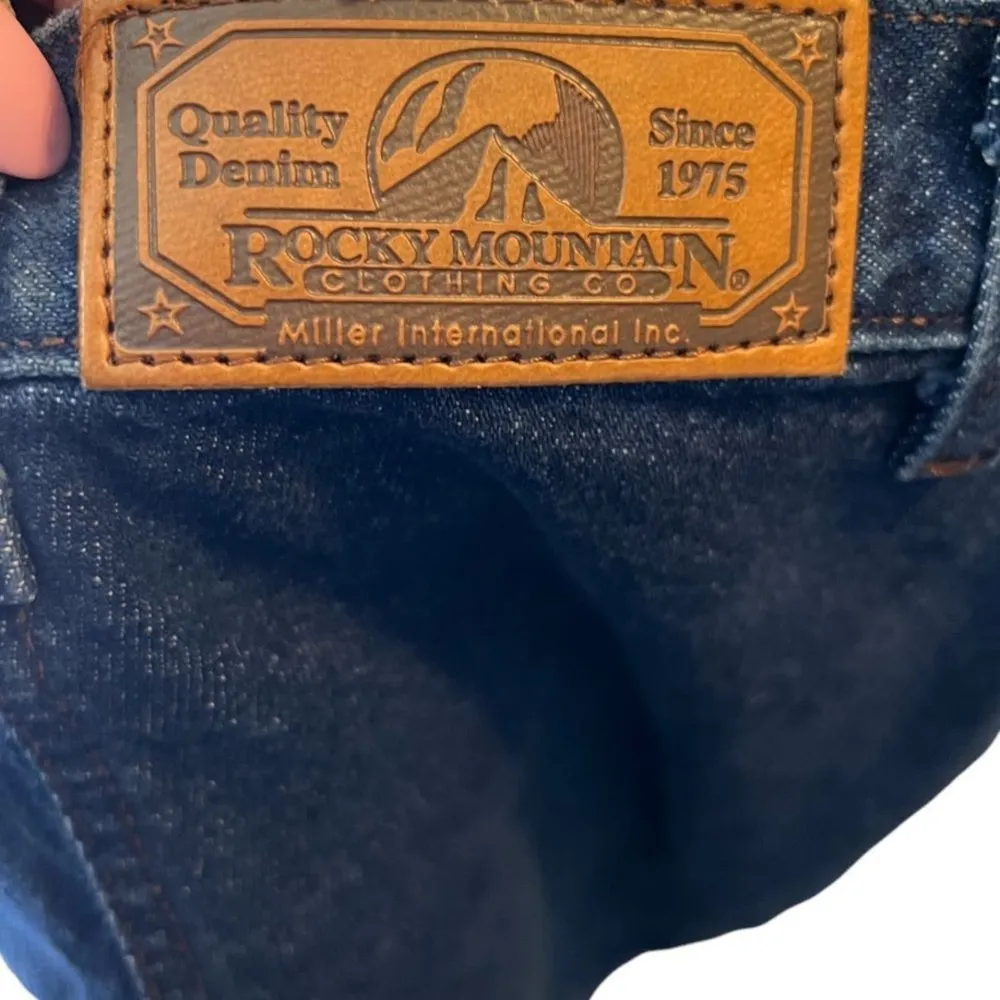 Quality
Denim
Since
1975
ROCKY MOUNTAIN®
CLOTHING CO.
Miller International Inc.